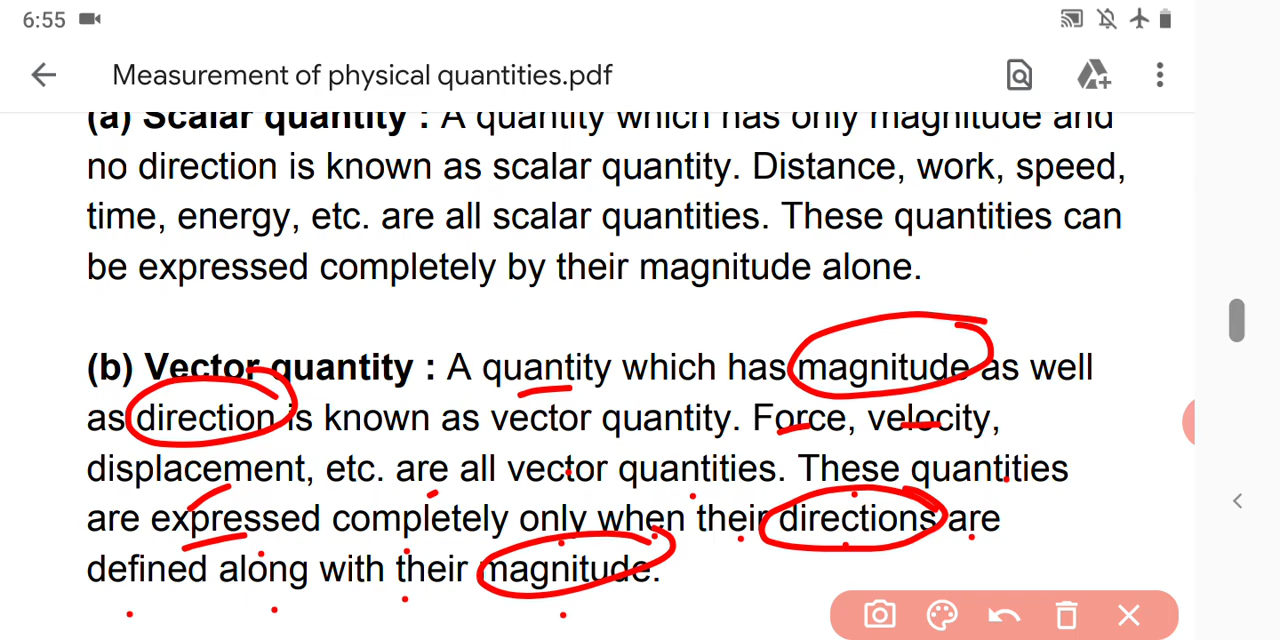 6:55
Measurement of physical quantities.pdf
(a) Scalar quantity : A quantity which has only magnitude and
no direction is known as scalar quantity. Distance, work, speed,
time, energy, etc. are all scalar quantities. These quantities can
be expressed completely by their magnitude alone.
(b) Vector quantity : A quantity which has magnitude as well
as direction is known as vector quantity. Force, velocity,
displacement, etc. are all vector quantities. These quantities
are expressed completely only when their directions are
defined along with their magnitude.